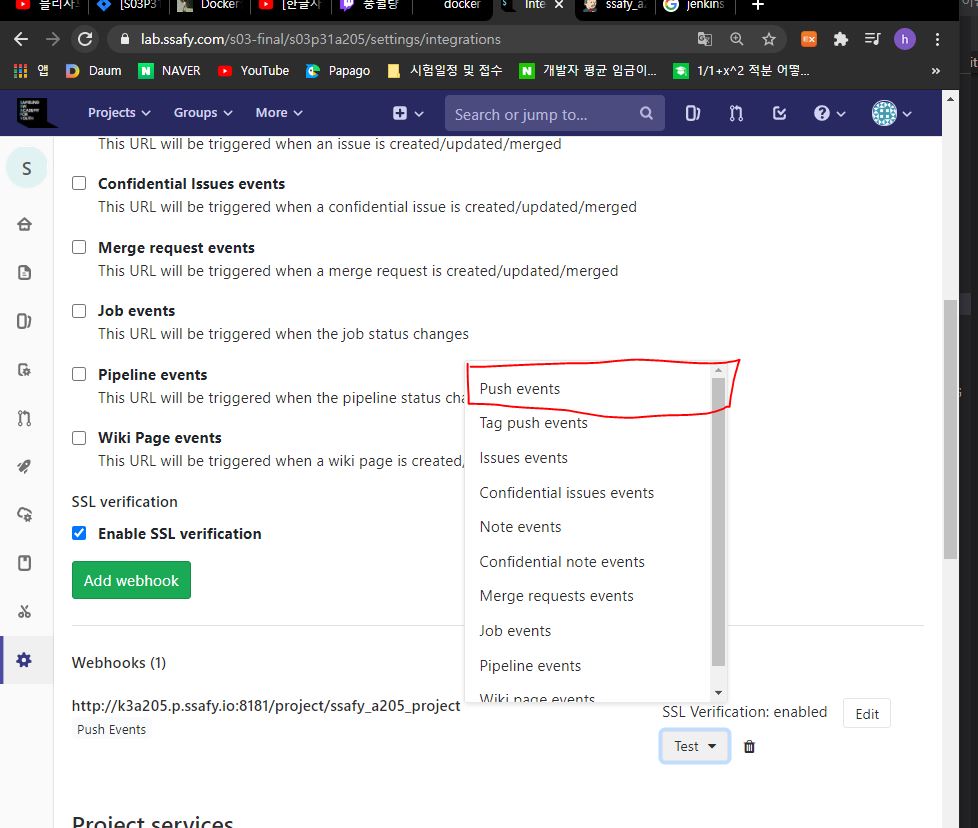 블리자
[S03P3
Docker
[한글자
풍월량
docker
Inte
ssafy_a
jenkins
lab.ssafy.com/s03-final/s03p31a205/settings/integrations
EX
h
앱
Daum
NAVER
YouTube
Papago
시험일정 및 접수
개발자 평균 임금이...
1/1+x^2 적분 어떻...
»
Projects
Groups
More
Search or jump to...
This URL will be triggered when an issue is created/updated/merged
S
Confidential Issues events
This URL will be triggered when a confidential issue is created/updated/merged
Merge request events
This URL will be triggered when a merge request is created/updated/merged
Job events
This URL will be triggered when the job status changes
Pipeline events
This URL will be triggered when the pipeline status cha
Wiki Page events
This URL will be triggered when a wiki page is created/
Push events
Tag push events
Issues events
Confidential issues events
Note events
Confidential note events
Merge requests events
Job events
Pipeline events
Wiki page events
SSL verification
Enable SSL verification
Add webhook
Webhooks (1)
http://k3a205.p.ssafy.io:8181/project/ssafy_a205_project
Push Events
SSL Verification: enabled
Edit
Test
Project services